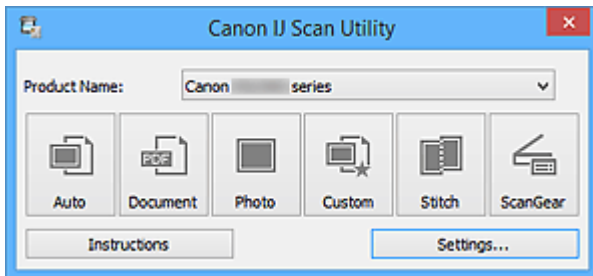 Canon IJ Scan Utility
Product Name: Canon series
PDF
Auto Document Photo Custom Stitch ScanGear
Instructions Settings...